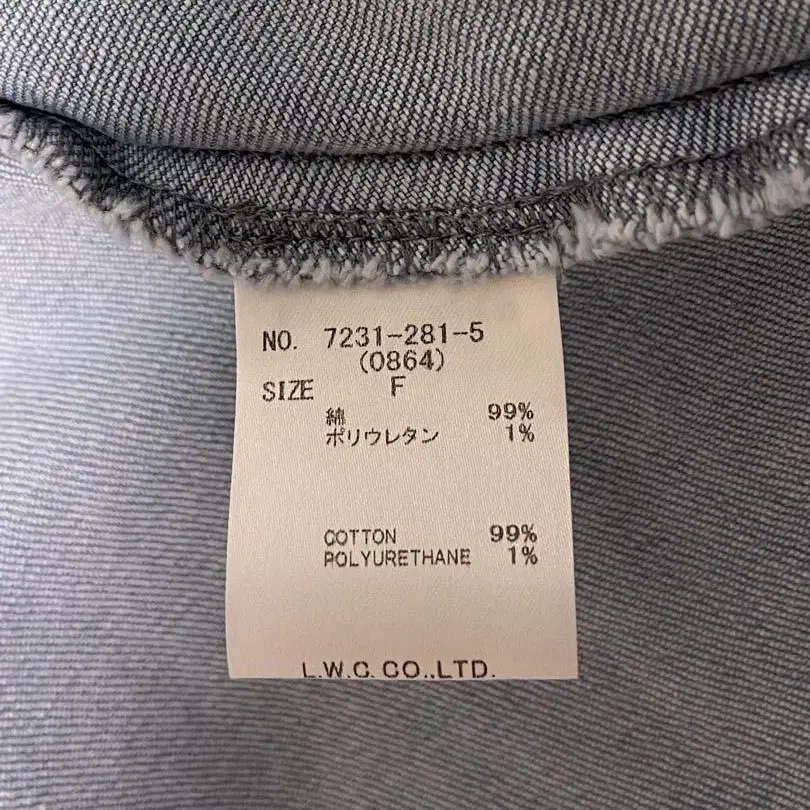 NO. 7231-281-5
(0864)
SIZE F
綿 99%
ポリウレタン 1%
COTTON 99%
POLYURETHANE 1%
L.W.C. CO.,LTD.